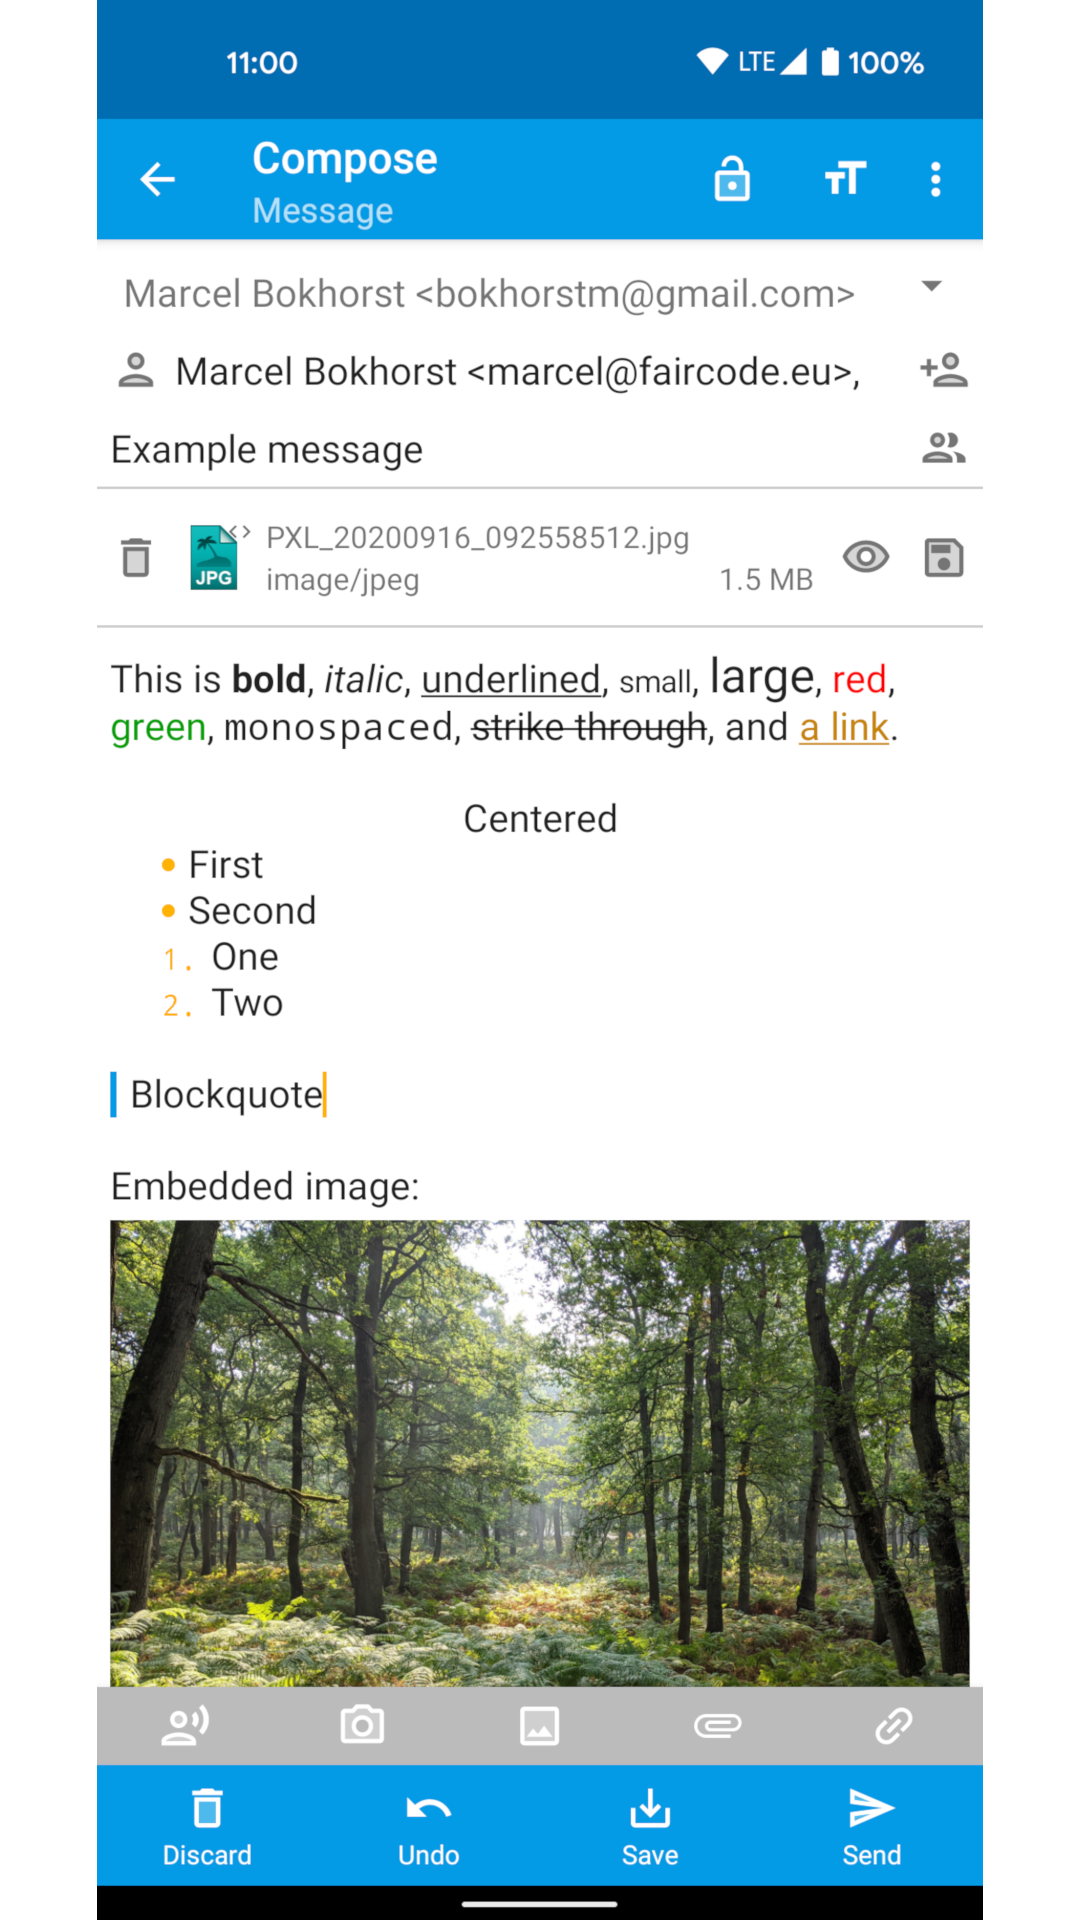 11:00 LTE 100%
Compose
Message
Marcel Bokhorst <bokhorstm@gmail.com>
Marcel Bokhorst <marcel@faircode.eu>,
Example message
PXL_20200916_092558512.jpg
JPG image/jpeg 1.5 MB
This is bold, italic, underlined, small, large, red,
green, monospaced, strike through, and a link.
Centered
• First
• Second
1. One
2. Two
Blockquote
Embedded image:
Discard Undo Save Send